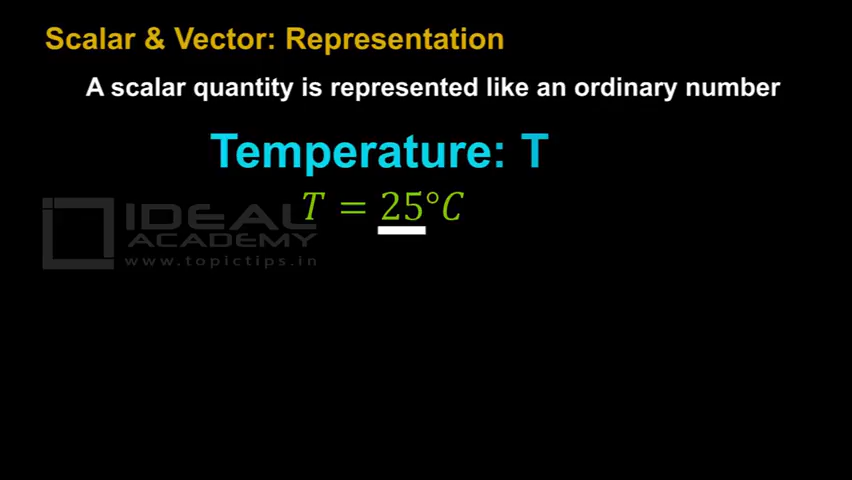 Scalar & Vector: Representation
A scalar quantity is represented like an ordinary number
Temperature: T
T = 25°C
IDEAL
ACADEMY
www.topictips.in